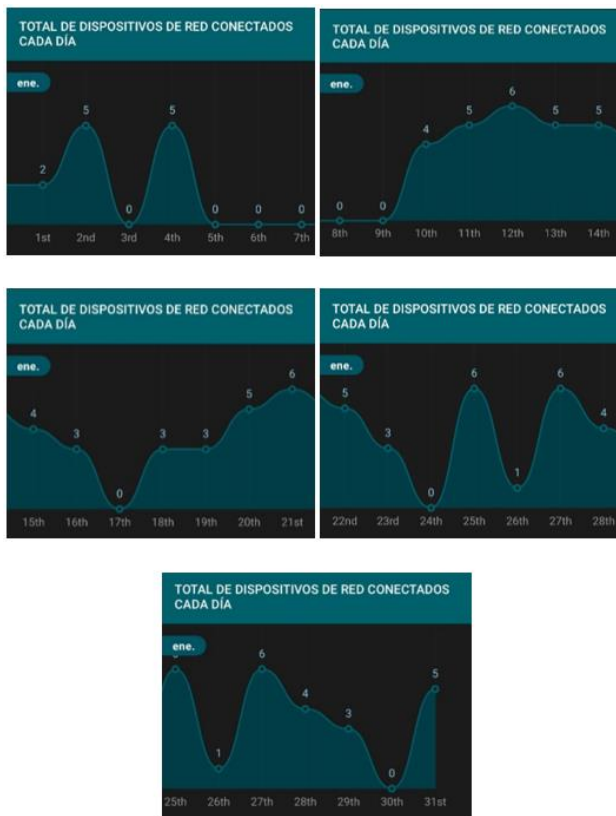 TOTAL DE DISPOSITIVOS DE RED CONECTADOS
CADA DÍA
ene.
2 5 0 5 0 0 0
1st 2nd 3rd 4th 5th 6th 7th
TOTAL DE DISPOSITIVOS DE RED CONECTADOS
CADA DÍA
ene.
0 0 4 5 6 5 5
8th 9th 10th 11th 12th 13th 14th
TOTAL DE DISPOSITIVOS DE RED CONECTADOS
CADA DÍA
ene.
4 3 0 3 3 5 6
15th 16th 17th 18th 19th 20th 21st
TOTAL DE DISPOSITIVOS DE RED CONECTADOS
CADA DÍA
ene.
5 3 0 6 1 6 4
22nd 23rd 24th 25th 26th 27th 28th
TOTAL DE DISPOSITIVOS DE RED CONECTADOS
CADA DÍA
ene.
1 6 4 3 0 5
25th 26th 27th 28th 29th 30th 31st